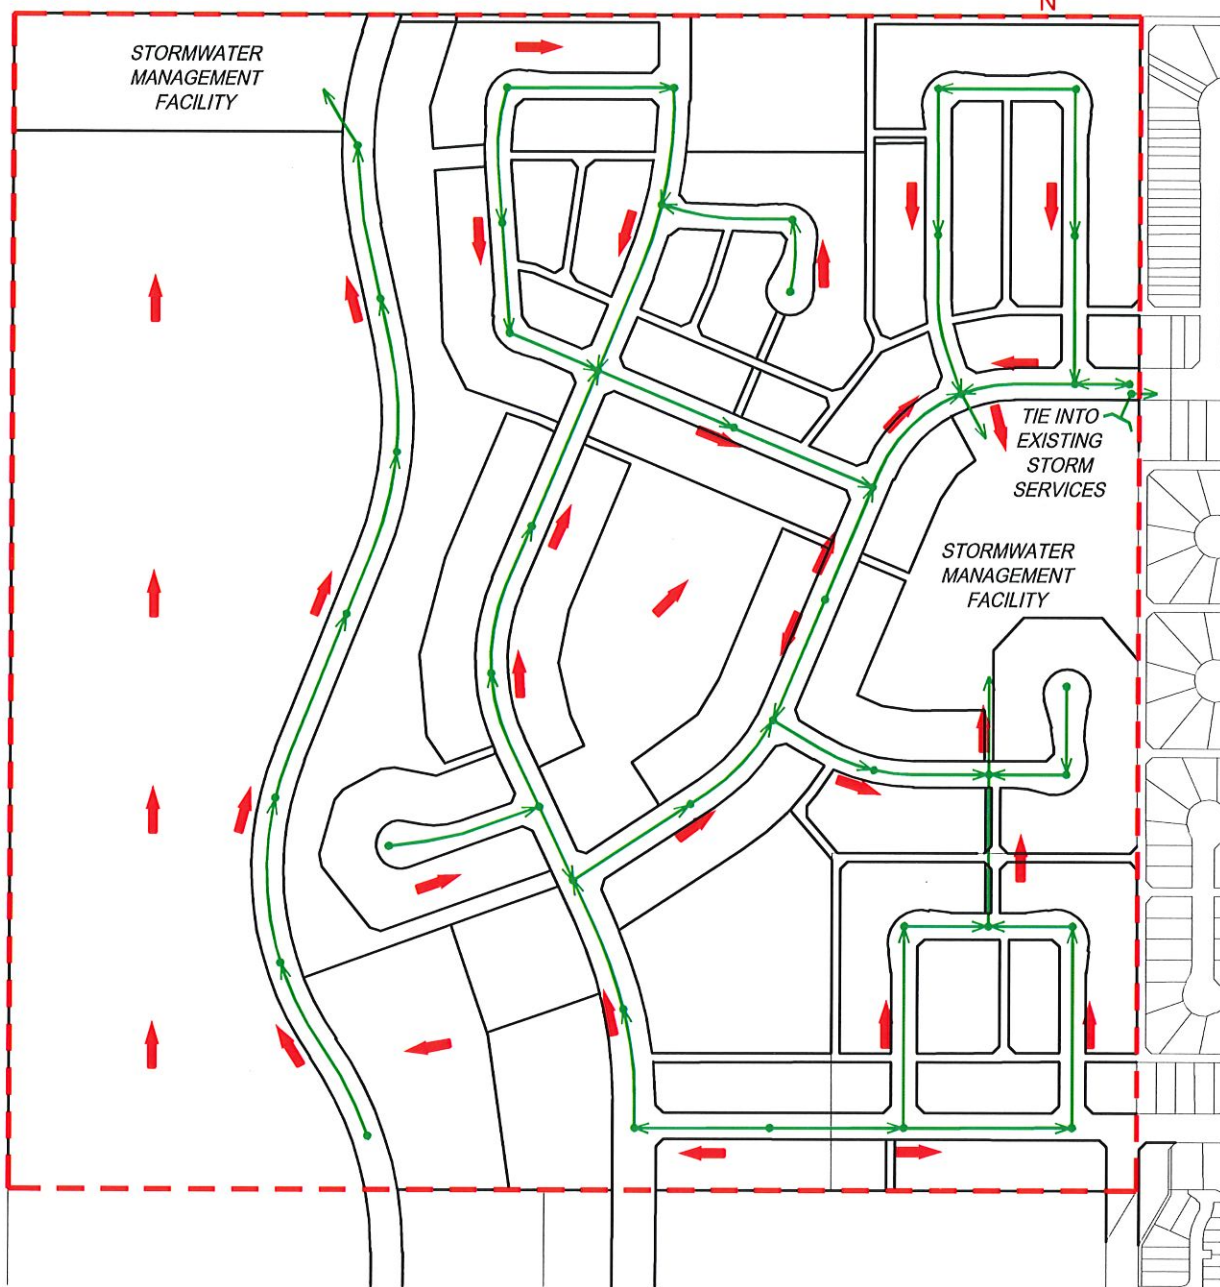 N
STORMWATER
MANAGEMENT
FACILITY
TIE INTO
EXISTING
STORM
SERVICES
STORMWATER
MANAGEMENT
FACILITY